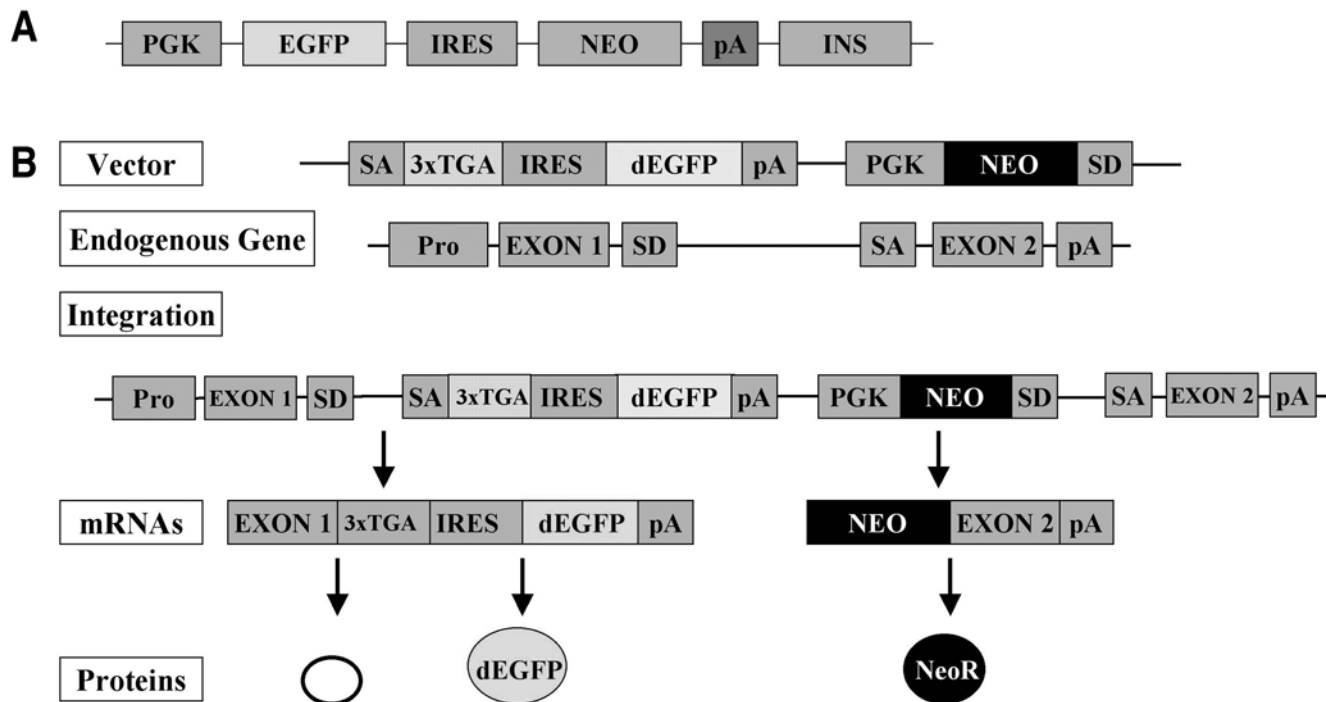 A
PGK EGFP IRES NEO pA INS
B
Vector
SA 3xTGA IRES dEGFP pA PGK NEO SD
Endogenous Gene
Pro EXON 1 SD SA EXON 2 pA
Integration
Pro EXON 1 SD SA 3xTGA IRES dEGFP pA PGK NEO SD SA EXON 2 pA
mRNAs
EXON 1 3xTGA IRES dEGFP pA NEO EXON 2 pA
Proteins
dEGFP NeoR